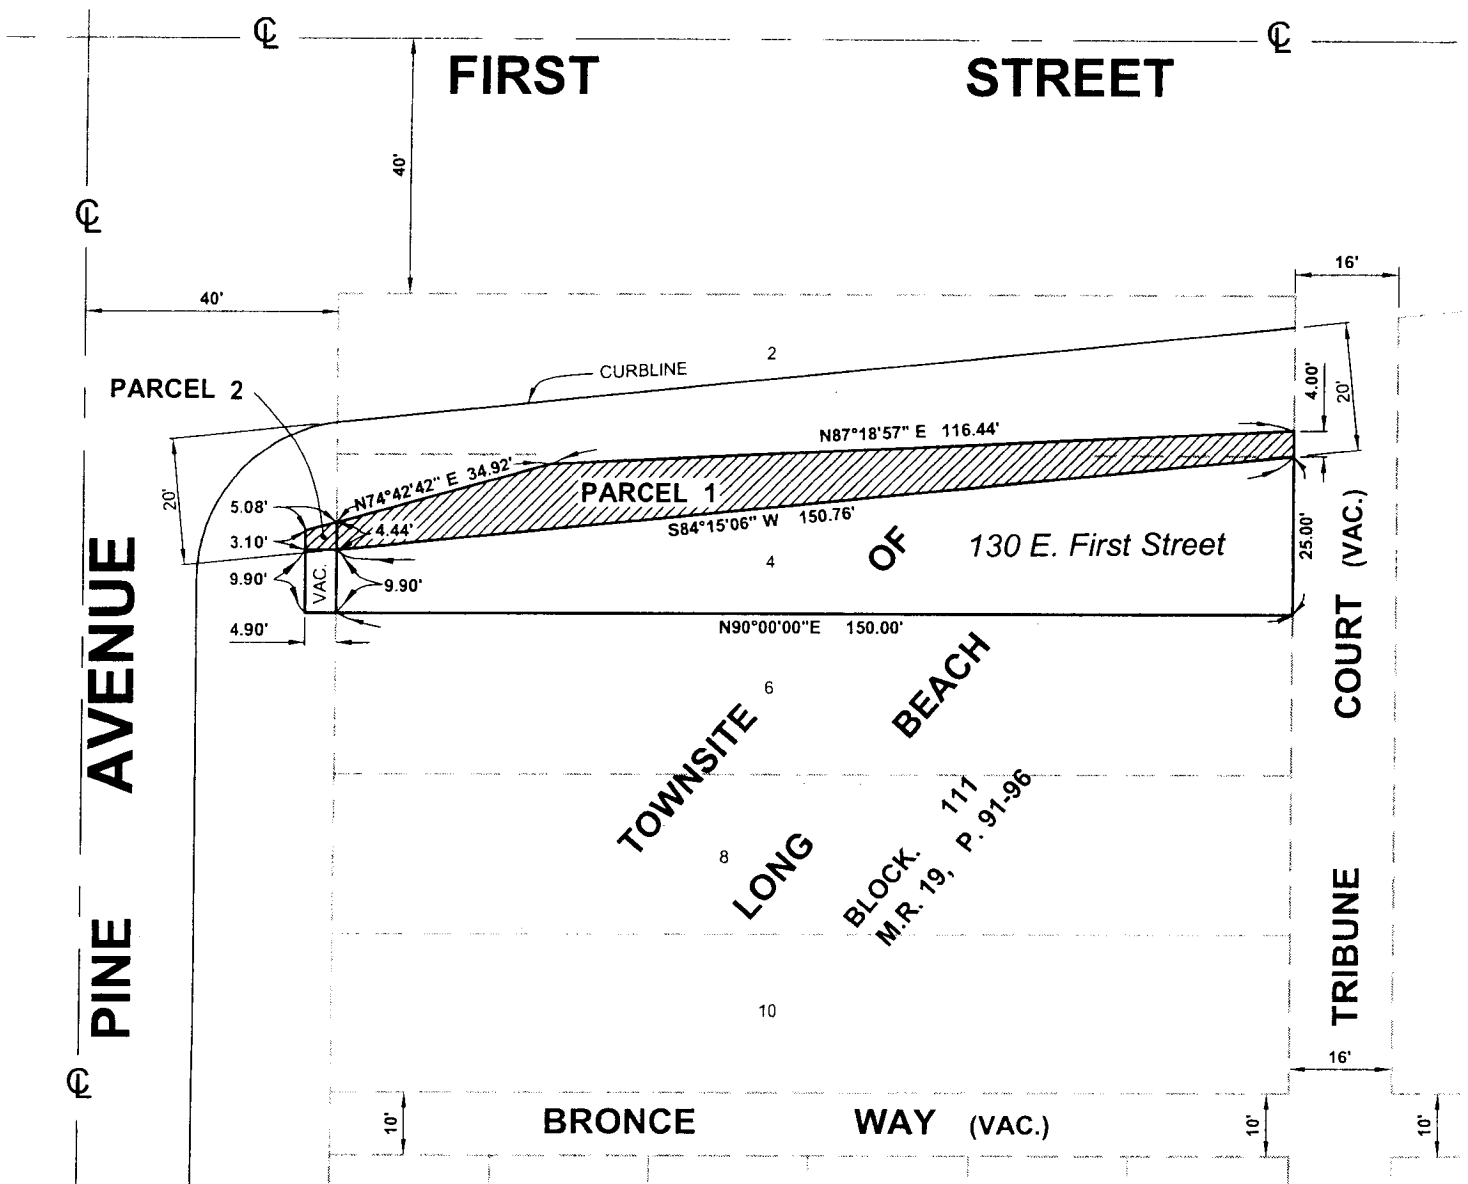 ℄
℄
FIRST STREET
40'
℄
16'
40'
2
CURBLINE
PARCEL 2
4.00'
20'
N87°18'57" E 116.44'
20'
N74°42'42" E 34.92'
PARCEL 1
5.08'
4.44'
S84°15'06" W 150.76'
3.10'
9.90'
VAC.
9.90'
4
130 E. First Street
25.00'
4.90'
N90°00'00"E 150.00'
6
TOWNSITE OF
LONG BEACH
BLOCK. 111
M.R. 19, P. 91-96
8
10
PINE AVENUE
TRIBUNE COURT (VAC.)
16'
℄
10'
BRONCE WAY (VAC.)
10'
10'